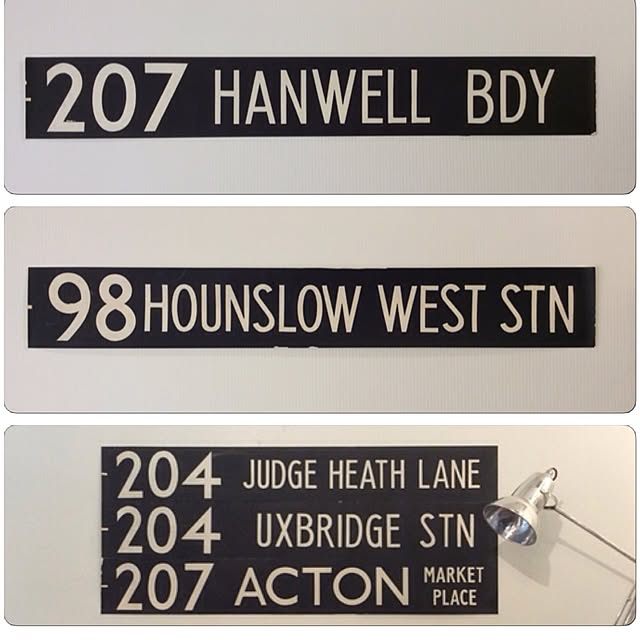 207 HANWELL BDY
98 HOUNSLOW WEST STN
204 JUDGE HEATH LANE
204 UXBRIDGE STN
207 ACTON MARKET PLACE